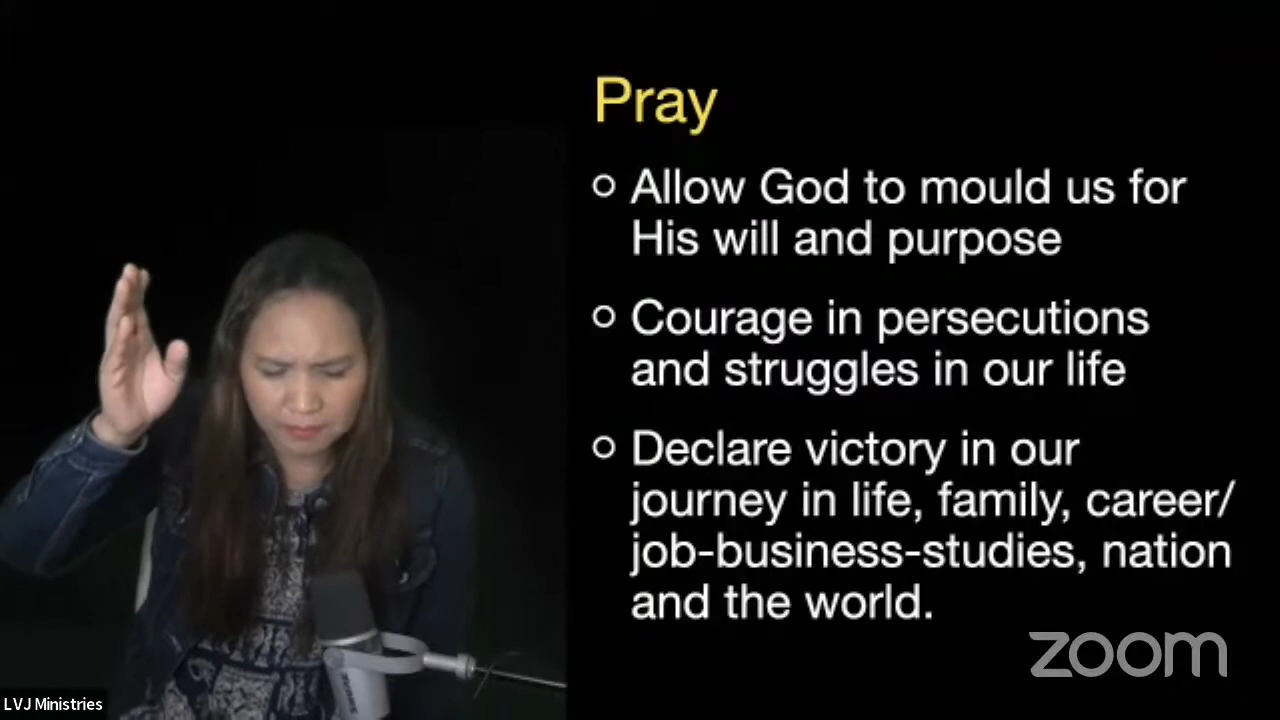 Pray
Allow God to mould us for
His will and purpose
Courage in persecutions
and struggles in our life
Declare victory in our
journey in life, family, career/
job-business-studies, nation
and the world.
zoom
LVJ Ministries